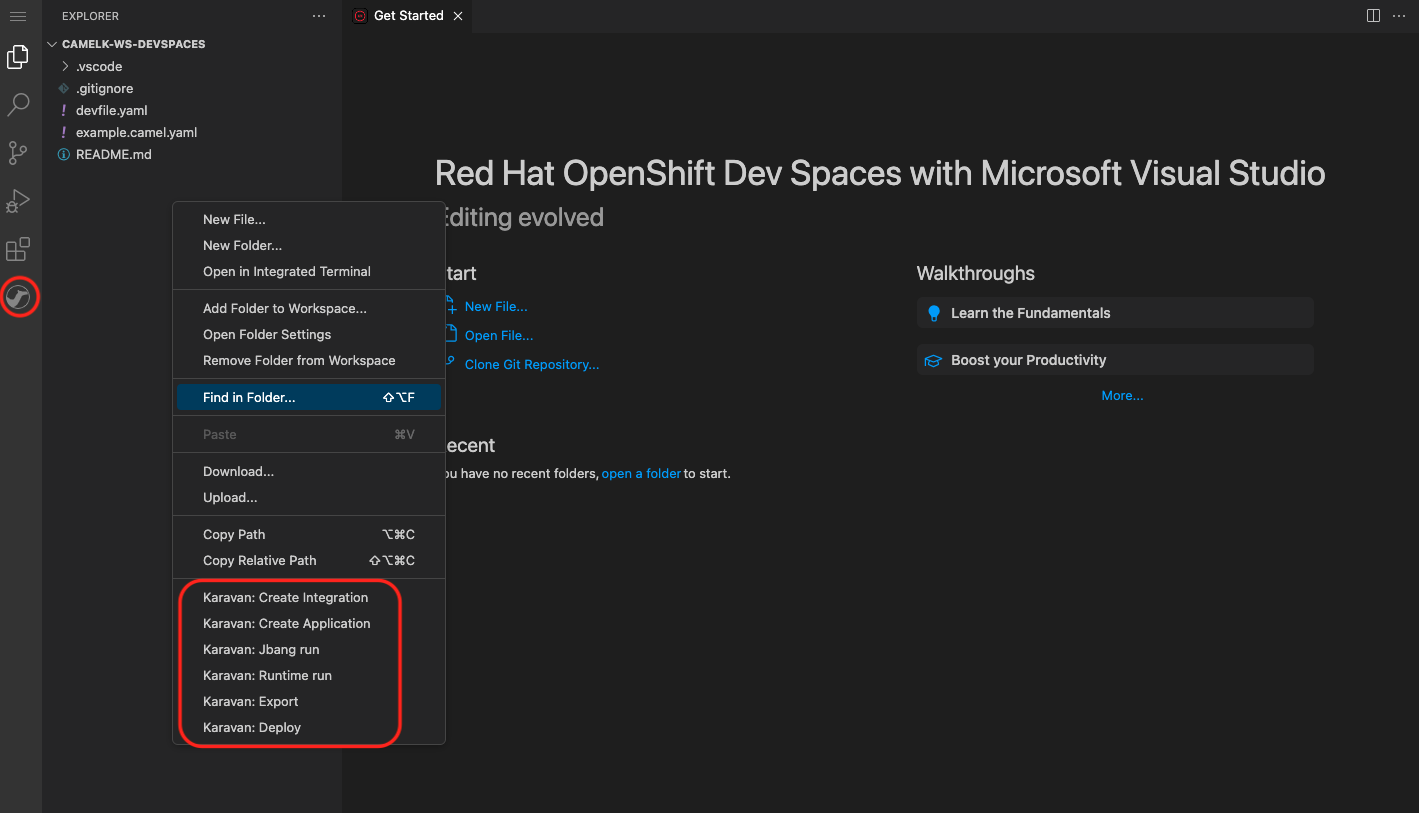 EXPLORER
Get Started
CAMELK-WS-DEVSPACES
.vscode
.gitignore
! devfile.yaml
! example.camel.yaml
README.md
New File...
New Folder...
Open in Integrated Terminal
Add Folder to Workspace...
Open Folder Settings
Remove Folder from Workspace
Find in Folder... ⇧⌥F
Paste ⌘V
Download...
Upload...
Copy Path ⌥⌘C
Copy Relative Path ⇧⌥⌘C
Karavan: Create Integration
Karavan: Create Application
Karavan: Jbang run
Karavan: Runtime run
Karavan: Export
Karavan: Deploy
Red Hat OpenShift Dev Spaces with Microsoft Visual Studio
Editing evolved
tart
New File...
Open File...
Clone Git Repository...
ecent
ou have no recent folders, open a folder to start.
Walkthroughs
Learn the Fundamentals
Boost your Productivity
More...